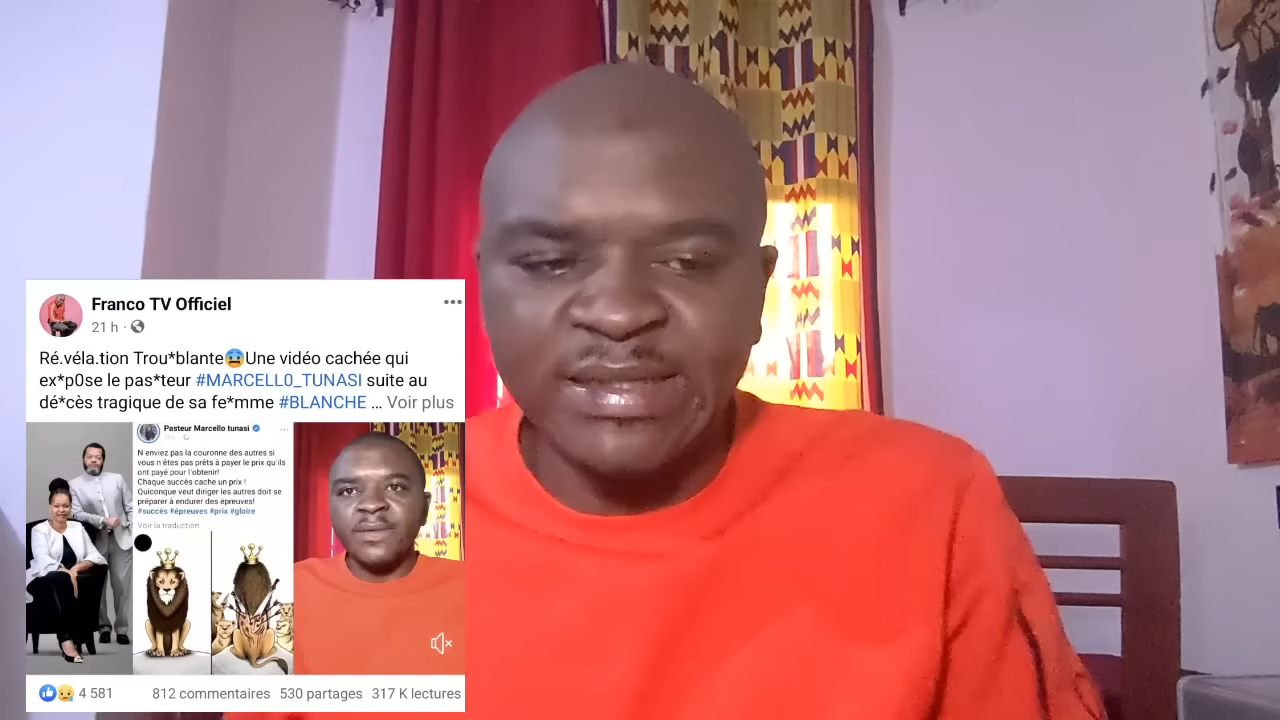 Franco TV Officiel
21 h ·
Ré.véla.tion Trou*blante😰Une vidéo cachée qui
ex*p0se le pas*teur #MARCELL0_TUNASI suite au
dé*cès tragique de sa fe*mme #BLANCHE ... Voir plus
Pasteur Marcello tunasi
N enviez pas la couronne des autres si
vous n'êtes pas prêts à payer le prix qu'ils
ont payé pour l'obtenir!
Chaque succès cache un prix !
Quiconque veut diriger les autres doit se
préparer à endurer des épreuves!
#succès #épreuves #prix #gloire
Voir la traduction
4 581 812 commentaires 530 partages 317 K lectures